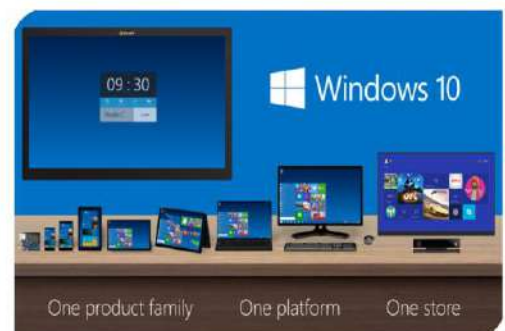 09 : 30
Windows 10
One product family
One platform
One store